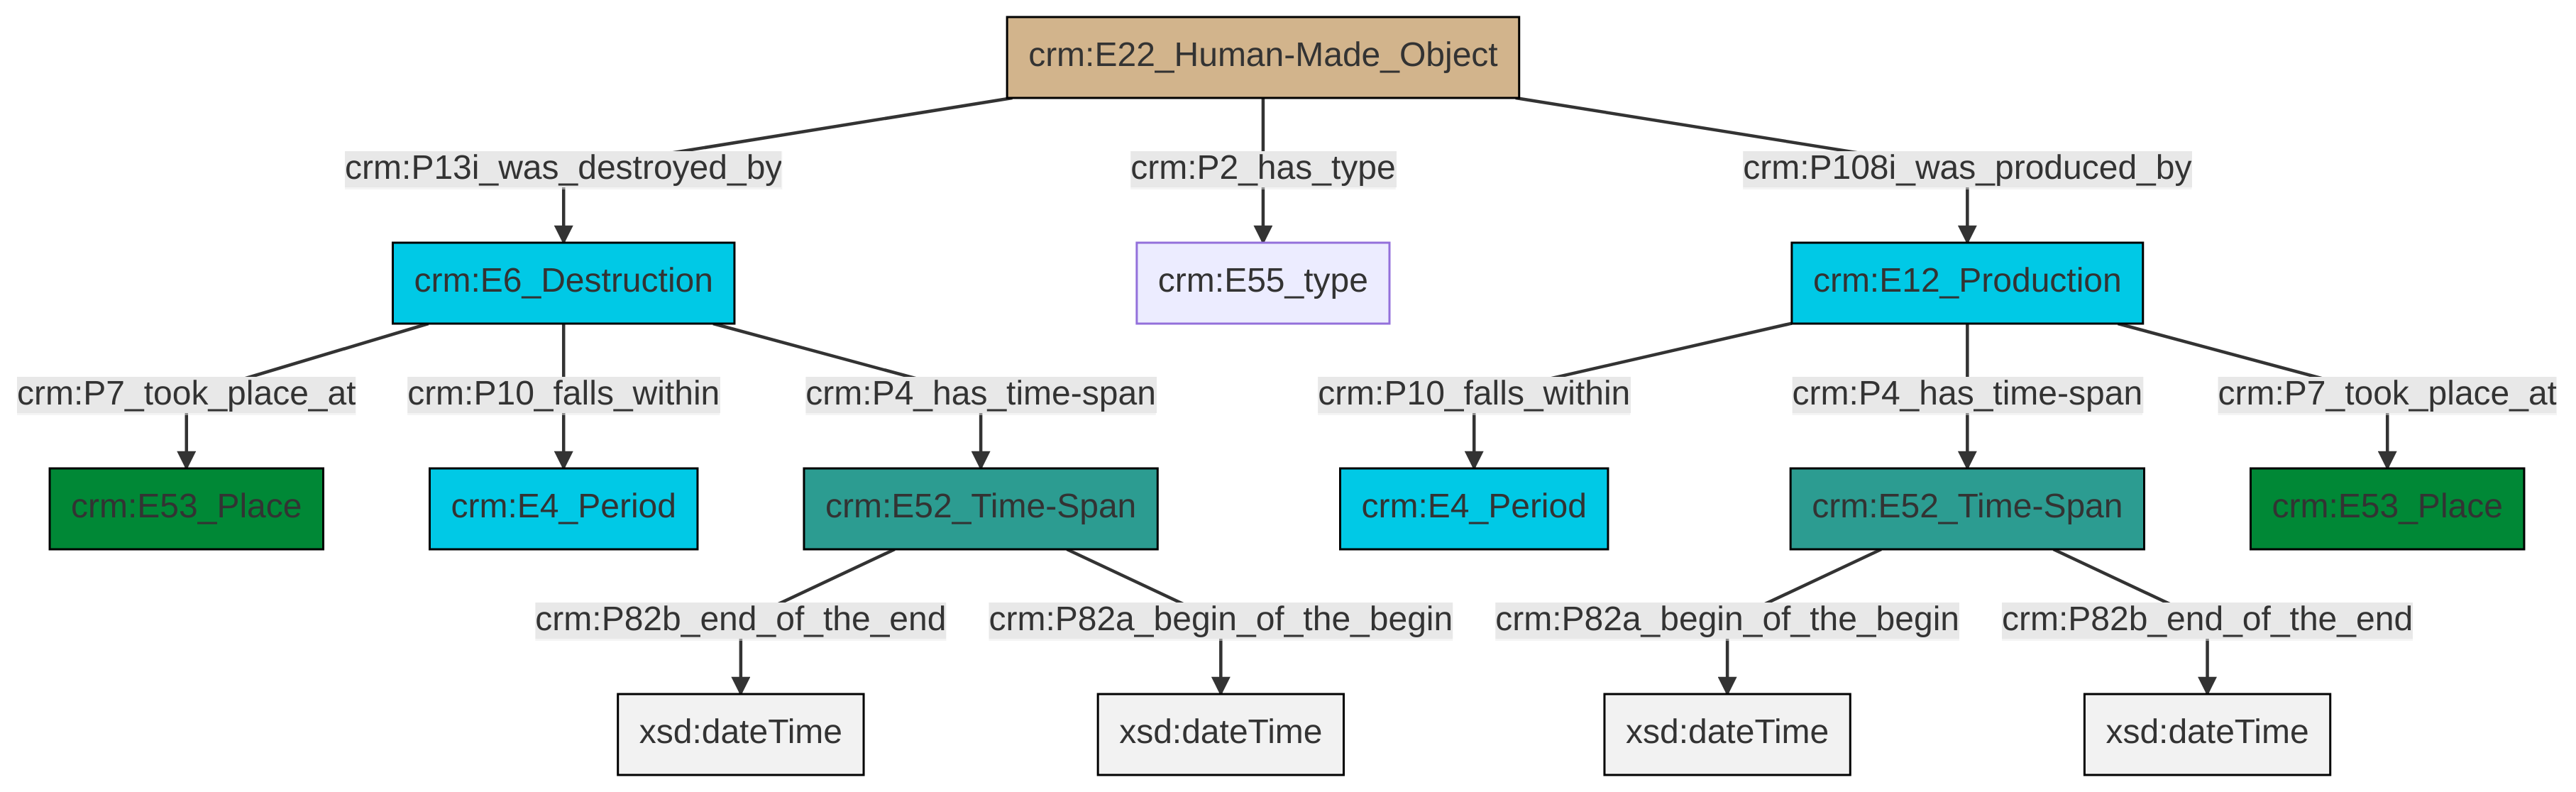 crm:E22_Human-Made_Object
crm:P13i_was_destroyed_by
crm:P2_has_type
crm:P108i_was_produced_by
crm:E6_Destruction
crm:E55_type
crm:E12_Production
crm:P7_took_place_at
crm:P10_falls_within
crm:P4_has_time-span
crm:P10_falls_within
crm:P4_has_time-span
crm:P7_took_place_at
crm:E53_Place
crm:E4_Period
crm:E52_Time-Span
crm:E4_Period
crm:E52_Time-Span
crm:E53_Place
crm:P82b_end_of_the_end
crm:P82a_begin_of_the_begin
crm:P82a_begin_of_the_begin
crm:P82b_end_of_the_end
xsd:dateTime
xsd:dateTime
xsd:dateTime
xsd:dateTime